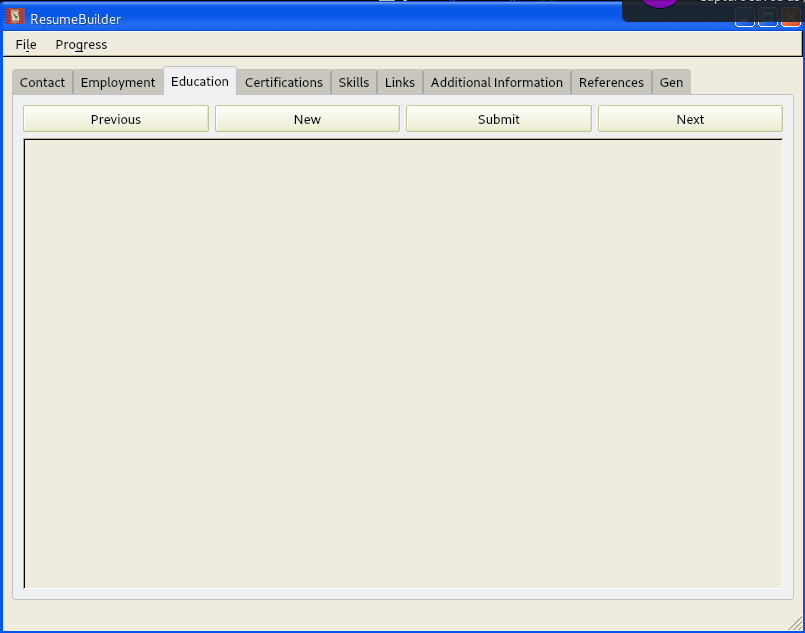 ResumeBuilder
File Progress
Contact Employment Education Certifications Skills Links Additional Information References Gen
Previous New Submit Next